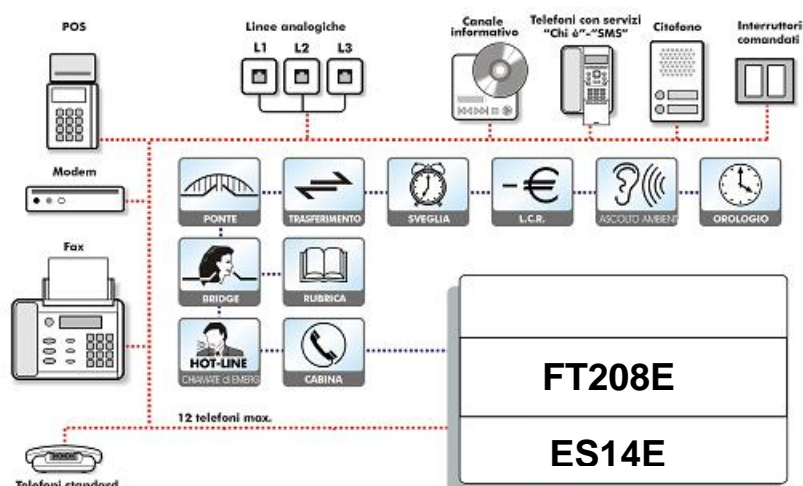 POS
Linee analogiche
L1 L2 L3
Canale
informativo
Telefoni con servizi
"Chi è"-"SMS"
Citofono
Interruttori
comandati
Modem
PONTE
TRASFERIMENTO
SVEGLIA
L.C.R.
ASCOLTO AMBIENT
OROLOGIO
Fax
BRIDGE
RUBRICA
HOT-LINE
CHIAMATE di EMERG
CABINA
FT208E
12 telefoni max.
ES14E
Telefoni standard